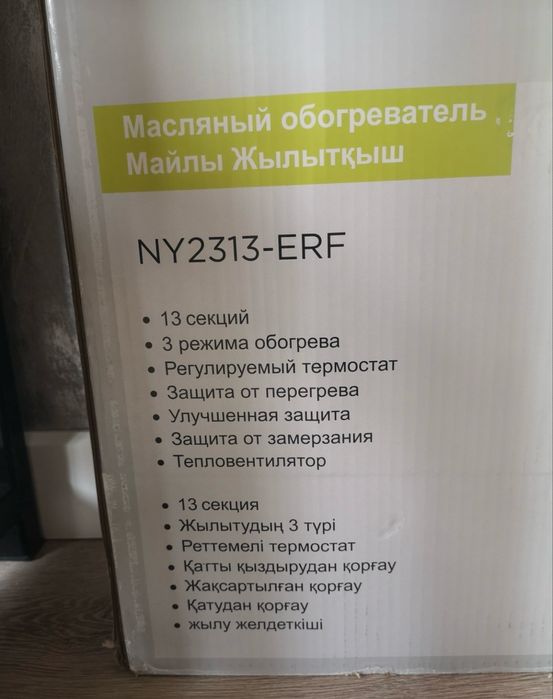 Масляный обогреватель
Майлы Жылытқыш
NY2313-ERF
• 13 секций
• 3 режима обогрева
• Регулируемый термостат
• Защита от перегрева
• Улучшенная защита
• Защита от замерзания
• Тепловентилятор
• 13 секция
• Жылытудың 3 түрі
• Реттемелі термостат
• Қатты қыздырудан қорғау
• Жақсартылған қорғау
• Қатудан қорғау
• жылу желдеткіші